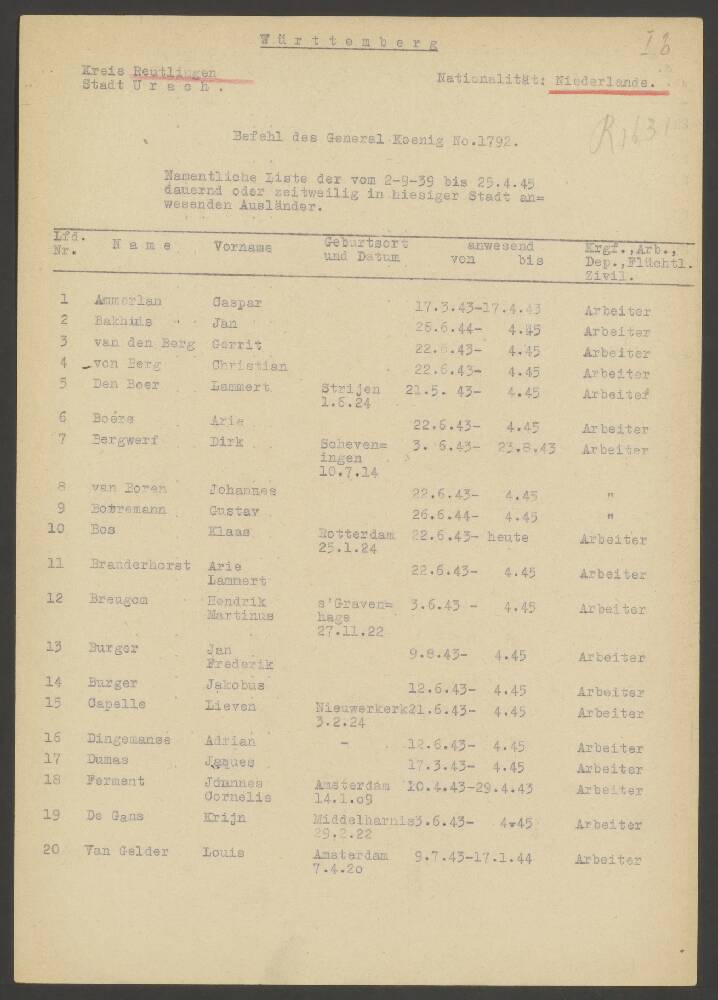 Württemberg
I 6
Kreis Reutlingen
Stadt Urach.
Nationalität: Niederlande.
Befehl des General Koenig No.1792.
Namentliche Liste der vom 2-9-39 bis 25.4.45
dauernd oder zeitweilig in hiesiger Stadt an=
wesenden Ausländer.
Lfd. Nr. Name Vorname Geburtsort und Datum anwesend von bis Krgf.,Arb., Dep.,Flüchtl. Zivil.
1 Ammerlan Caspar 17.3.43-17.4.43 Arbeiter
2 Bakhuis Jan 26.6.44- 4.45 Arbeiter
3 van den Berg Gerrit 22.6.43- 4.45 Arbeiter
4 von Berg Christian 22.6.43- 4.45 Arbeiter
5 Den Boer Lammert Strijen 21.5. 43- 4.45 Arbeiter
1.6.24
6 Boére Arie 22.6.43- 4.45 Arbeiter
7 Bergwerf Dirk Scheven= 3. 6.43- 23.8.43 Arbeiter
ingen
10.7.14
8 van Boren Johannes 22.6.43- 4.45 "
9 Botremann Gustav 26.6.44- 4.45 "
10 Bos Klaas Rotterdam 22.6.43- heute Arbeiter
25.1.24
11 Branderhorst Arie 22.6.43- 4.45 Arbeiter
Lammert
12 Breugom Hendrik s'Graven= 3.6.43 - 4.45 Arbeiter
Martinus hage
27.11.22
13 Burger Jan 9.8.43- 4.45 Arbeiter
Frederik
14 Burger Jakobus 12.6.43- 4.45 Arbeiter
15 Capelle Lieven Nieuwerkerk21.6.43- 4.45 Arbeiter
3.2.24
16 Dingemanse Adrian - 12.6.43- 4.45 Arbeiter
17 Dumas Jaques 17.3.43- 4.45 Arbeiter
18 Ferment Johnnes Amsterdam 10.4.43-29.4.43 Arbeiter
Cornelis 14.1.o9
19 De Gans Krijn Middelharnis3.6.43- 4.45 Arbeiter
29.2.22
20 Van Gelder Louis Amsterdam 9.7.43-17.1.44 Arbeiter
7.4.2o